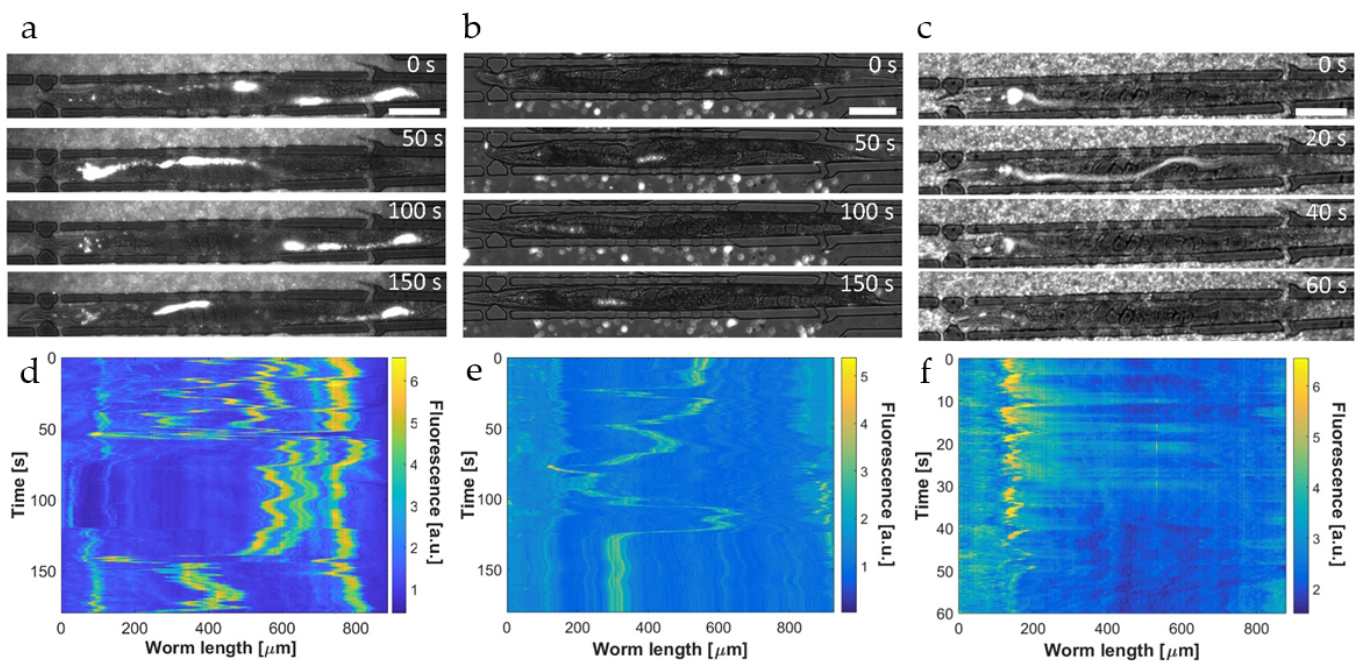 a
b
c
0 s
0 s
0 s
50 s
50 s
20 s
100 s
100 s
40 s
150 s
150 s
60 s
d
0
50
100
150
Time [s]
0 200 400 600 800
Worm length [μm]
6
5
4
3
2
1
Fluorescence [a.u.]
e
0
50
100
150
Time [s]
0 200 400 600 800
Worm length [μm]
5
4
3
2
1
Fluorescence [a.u.]
f
0
10
20
30
40
50
60
Time [s]
0 200 400 600 800
Worm length [μm]
6
5
4
3
2
Fluorescence [a.u.]